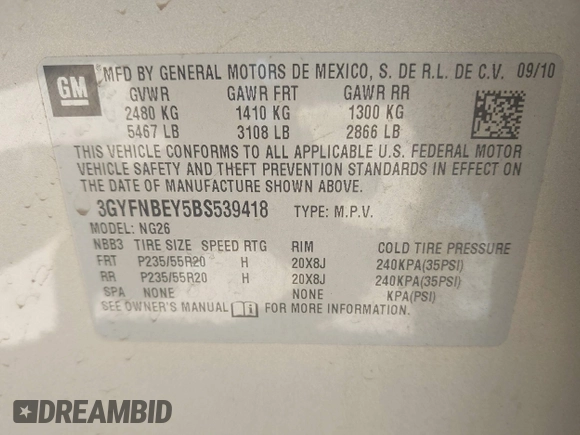 GM
MFD BY GENERAL MOTORS DE MEXICO, S. DE R.L. DE C.V. 09/10
GVWR GAWR FRT GAWR RR
2480 KG 1410 KG 1300 KG
5467 LB 3108 LB 2866 LB
THIS VEHICLE CONFORMS TO ALL APPLICABLE U.S. FEDERAL MOTOR
VEHICLE SAFETY AND THEFT PREVENTION STANDARDS IN EFFECT ON
THE DATE OF MANUFACTURE SHOWN ABOVE.
3GYFNBEY5BS539418 TYPE: M.P.V.
MODEL: NG26
NBB3 TIRE SIZE SPEED RTG RIM COLD TIRE PRESSURE
FRT P235/55R20 H 20X8J 240KPA(35PSI)
RR P235/55R20 H 20X8J 240KPA(35PSI)
SPA NONE NONE KPA(PSI)
SEE OWNER'S MANUAL FOR MORE INFORMATION.
DREAMBID